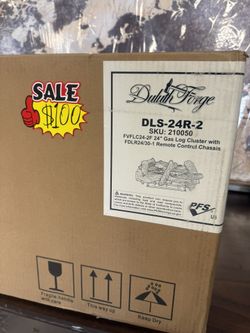 SALE
$100
Duluth Forge
DLS-24R-2
SKU: 210050
FVFLC24-2F 24" Gas Log Cluster with
FDLR24/30-1 Remote Control Chassis
PFS
US
Fragile,handle
with care
This way up
Keep Dry